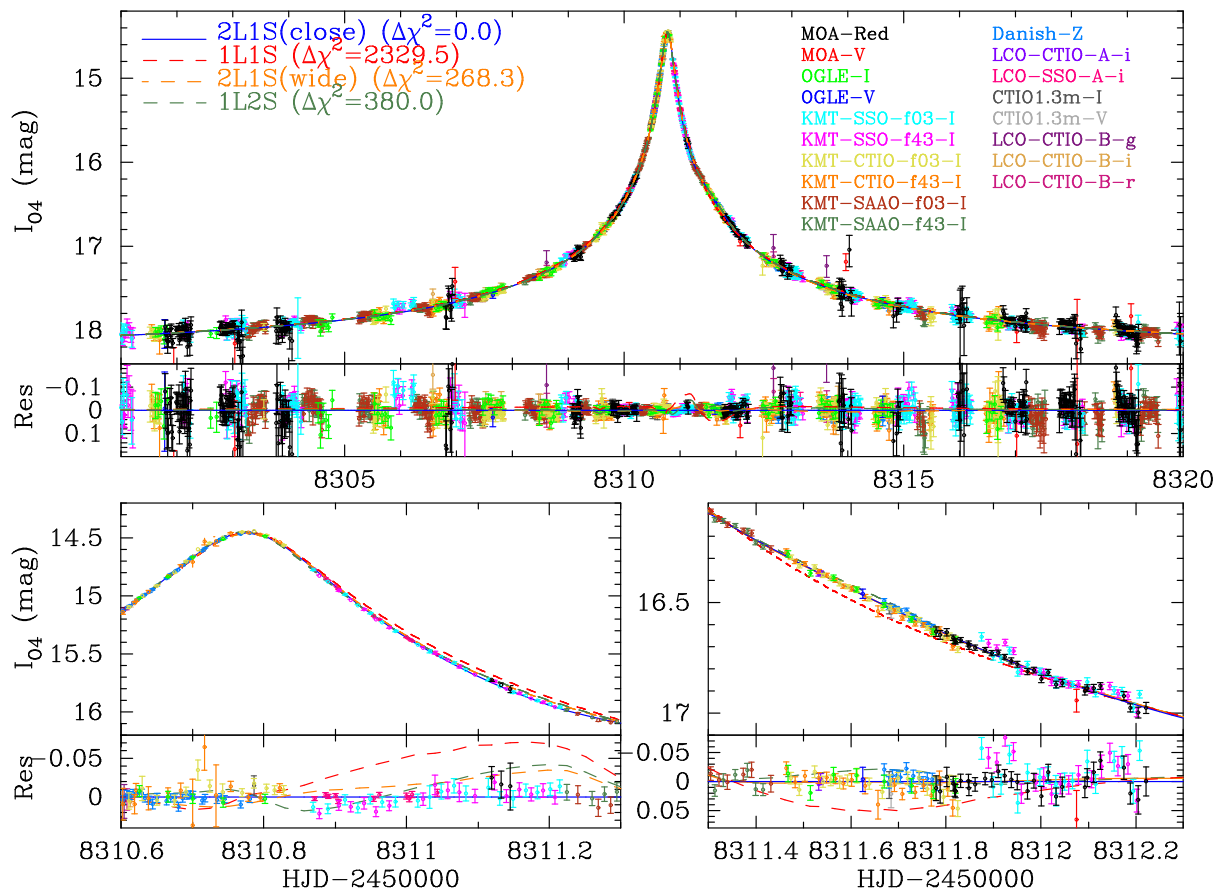 2L1S(close) (Δχ²=0.0)
1L1S (Δχ²=2329.5)
2L1S(wide) (Δχ²=268.3)
1L2S (Δχ²=380.0)
MOA-Red
MOA-V
OGLE-I
OGLE-V
KMT-SSO-f03-I
KMT-SSO-f43-I
KMT-CTIO-f03-I
KMT-CTIO-f43-I
KMT-SAAO-f03-I
KMT-SAAO-f43-I
Danish-Z
LCO-CTIO-A-i
LCO-SSO-A-i
CTIO1.3m-I
CTIO1.3m-V
LCO-CTIO-B-g
LCO-CTIO-B-i
LCO-CTIO-B-r
I₀₄ (mag)
15
16
17
18
Res
-0.1
0
0.1
8305 8310 8315 8320
I₀₄ (mag)
14.5
15
15.5
16
Res
-0.05
0
8310.6 8310.8 8311 8311.2
HJD-2450000
16.5
17
-0.05
0
0.05
8311.4 8311.6 8311.8 8312 8312.2
HJD-2450000